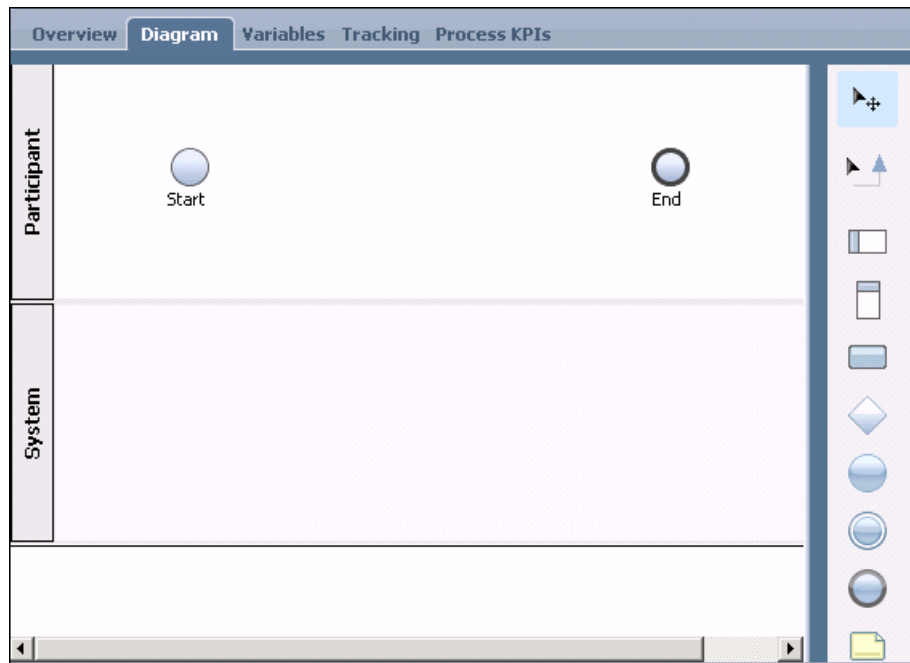 Overview Diagram Variables Tracking Process KPIs
Participant
Start
End
System